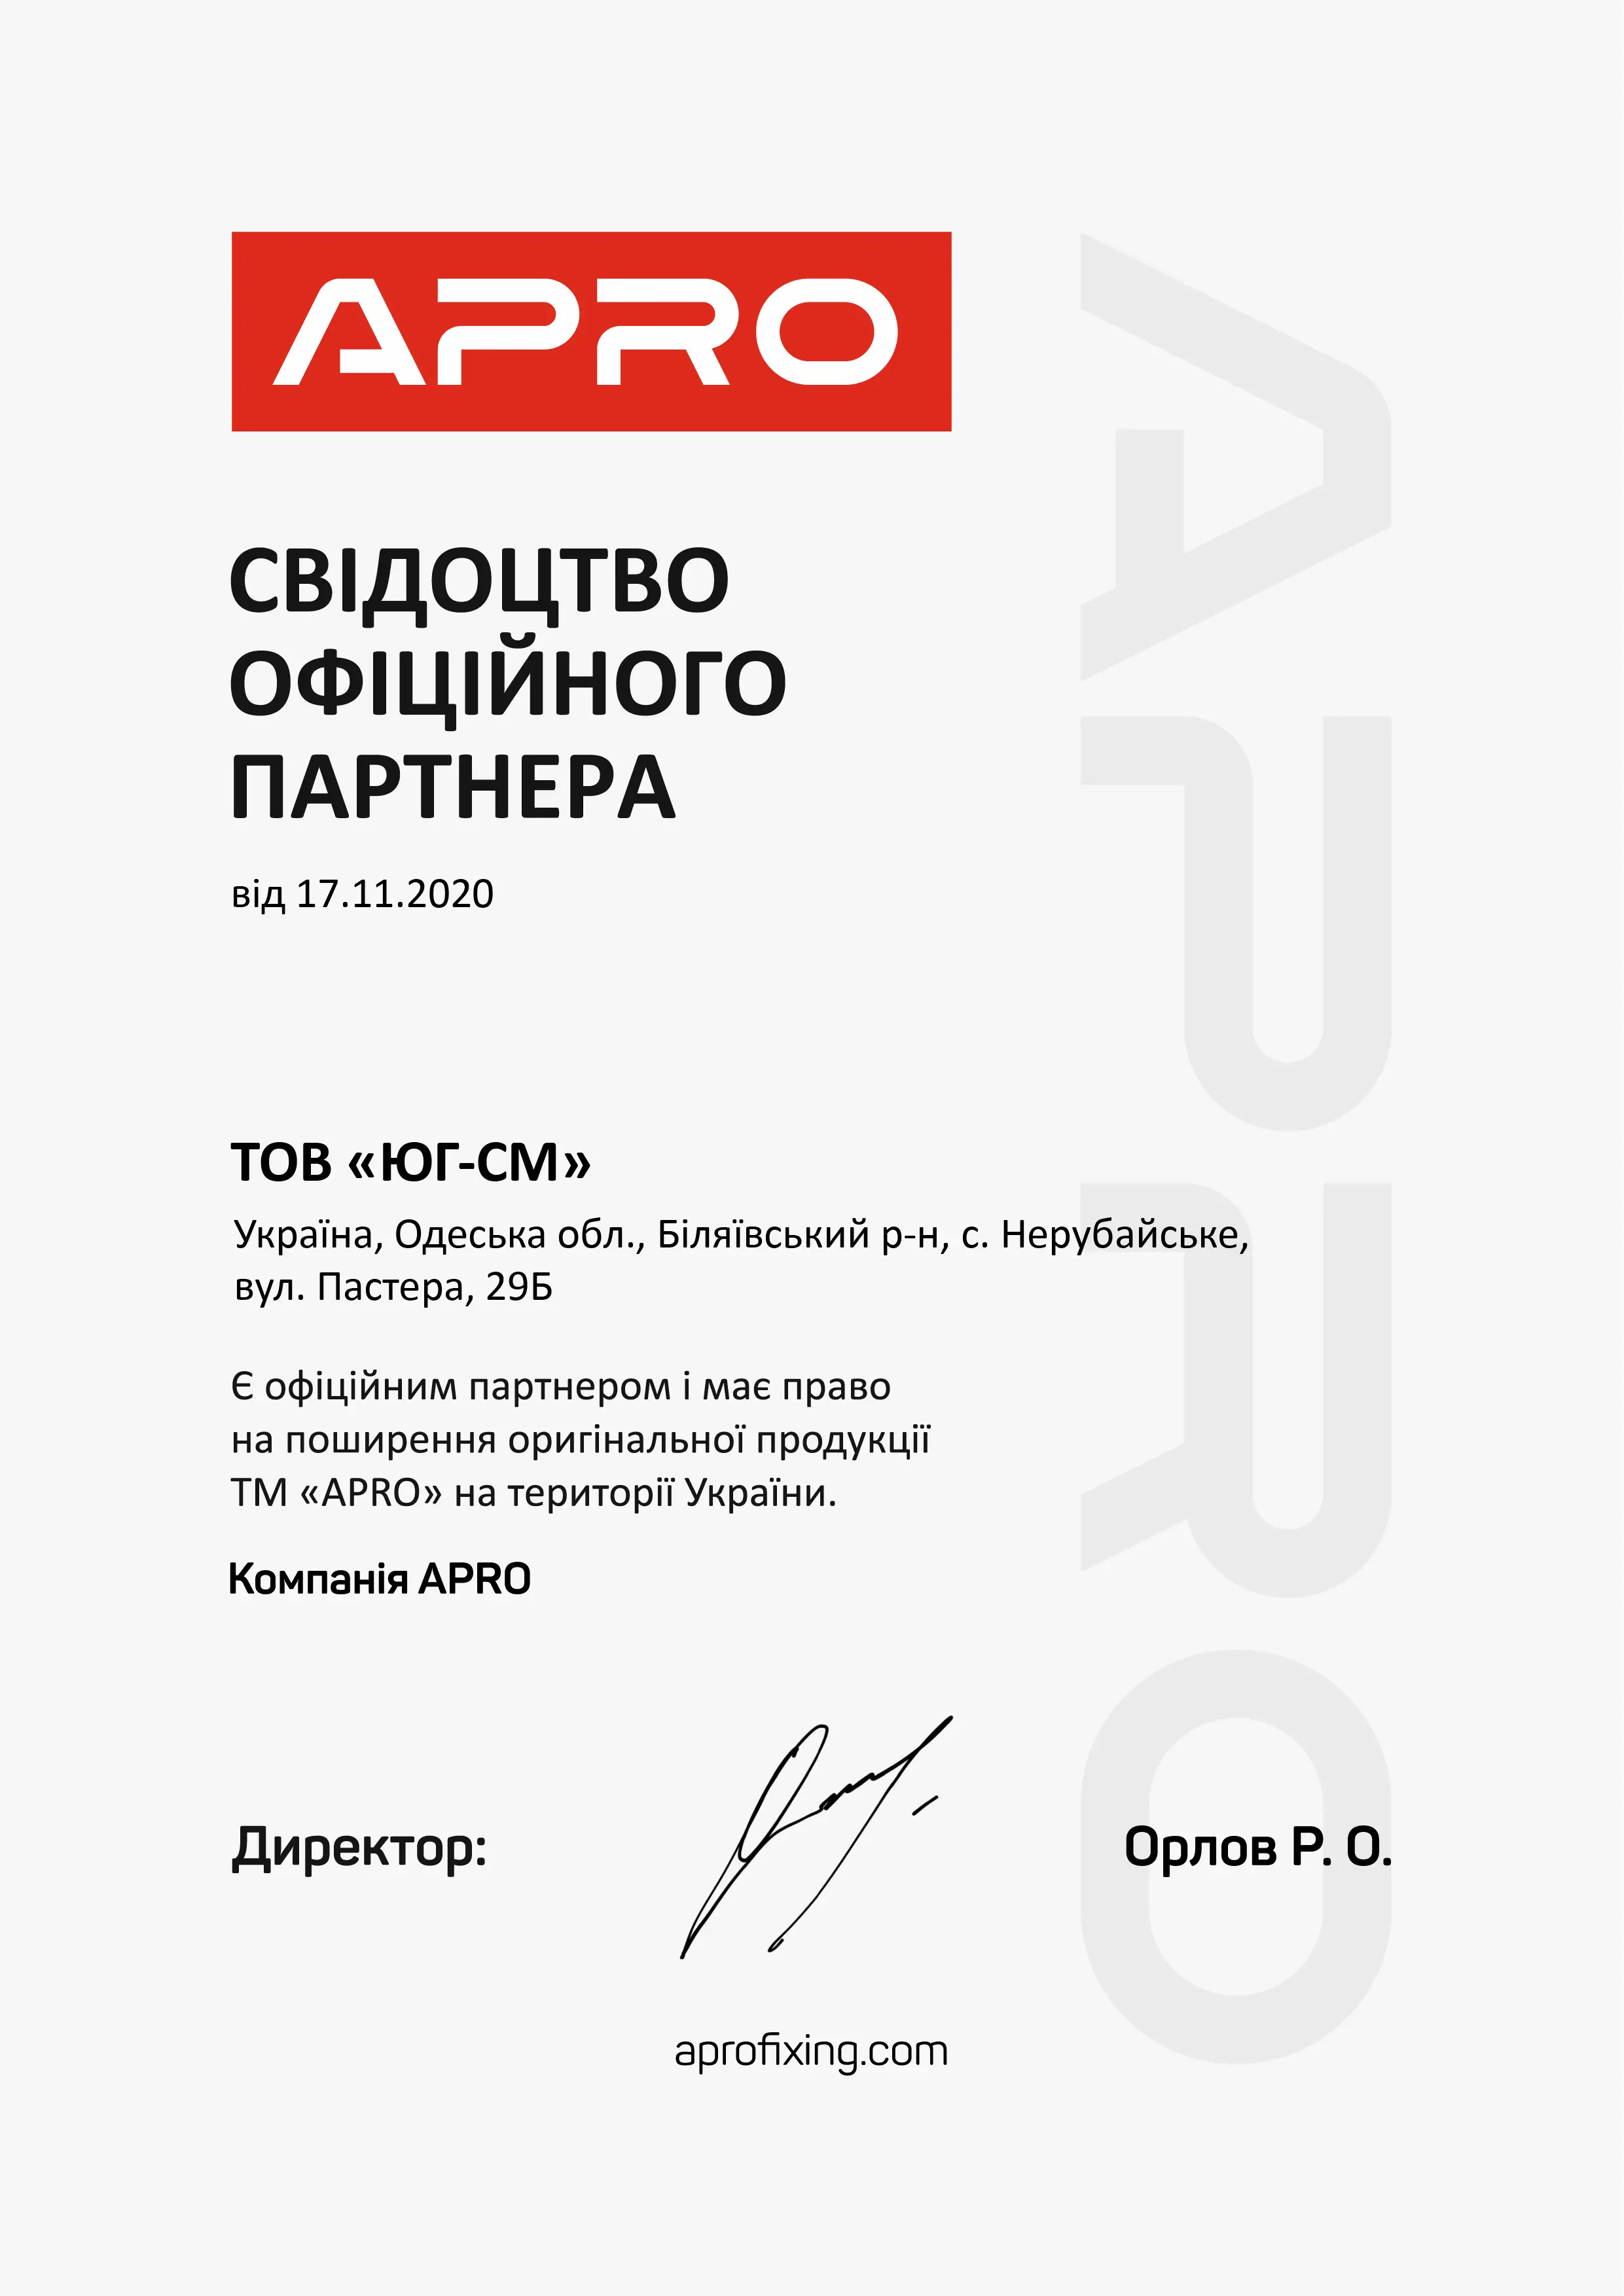 APRO
СВІДОЦТВО
ОФІЦІЙНОГО
ПАРТНЕРА
від 17.11.2020
ТОВ «ЮГ-СМ»
Україна, Одеська обл., Біляївський р-н, с. Нерубайське,
вул. Пастера, 29Б
Є офіційним партнером і має право
на поширення оригінальної продукції
ТМ «APRO» на території України.
Компанія APRO
Директор:
Орлов Р. О.
aprofixing.com
APRO